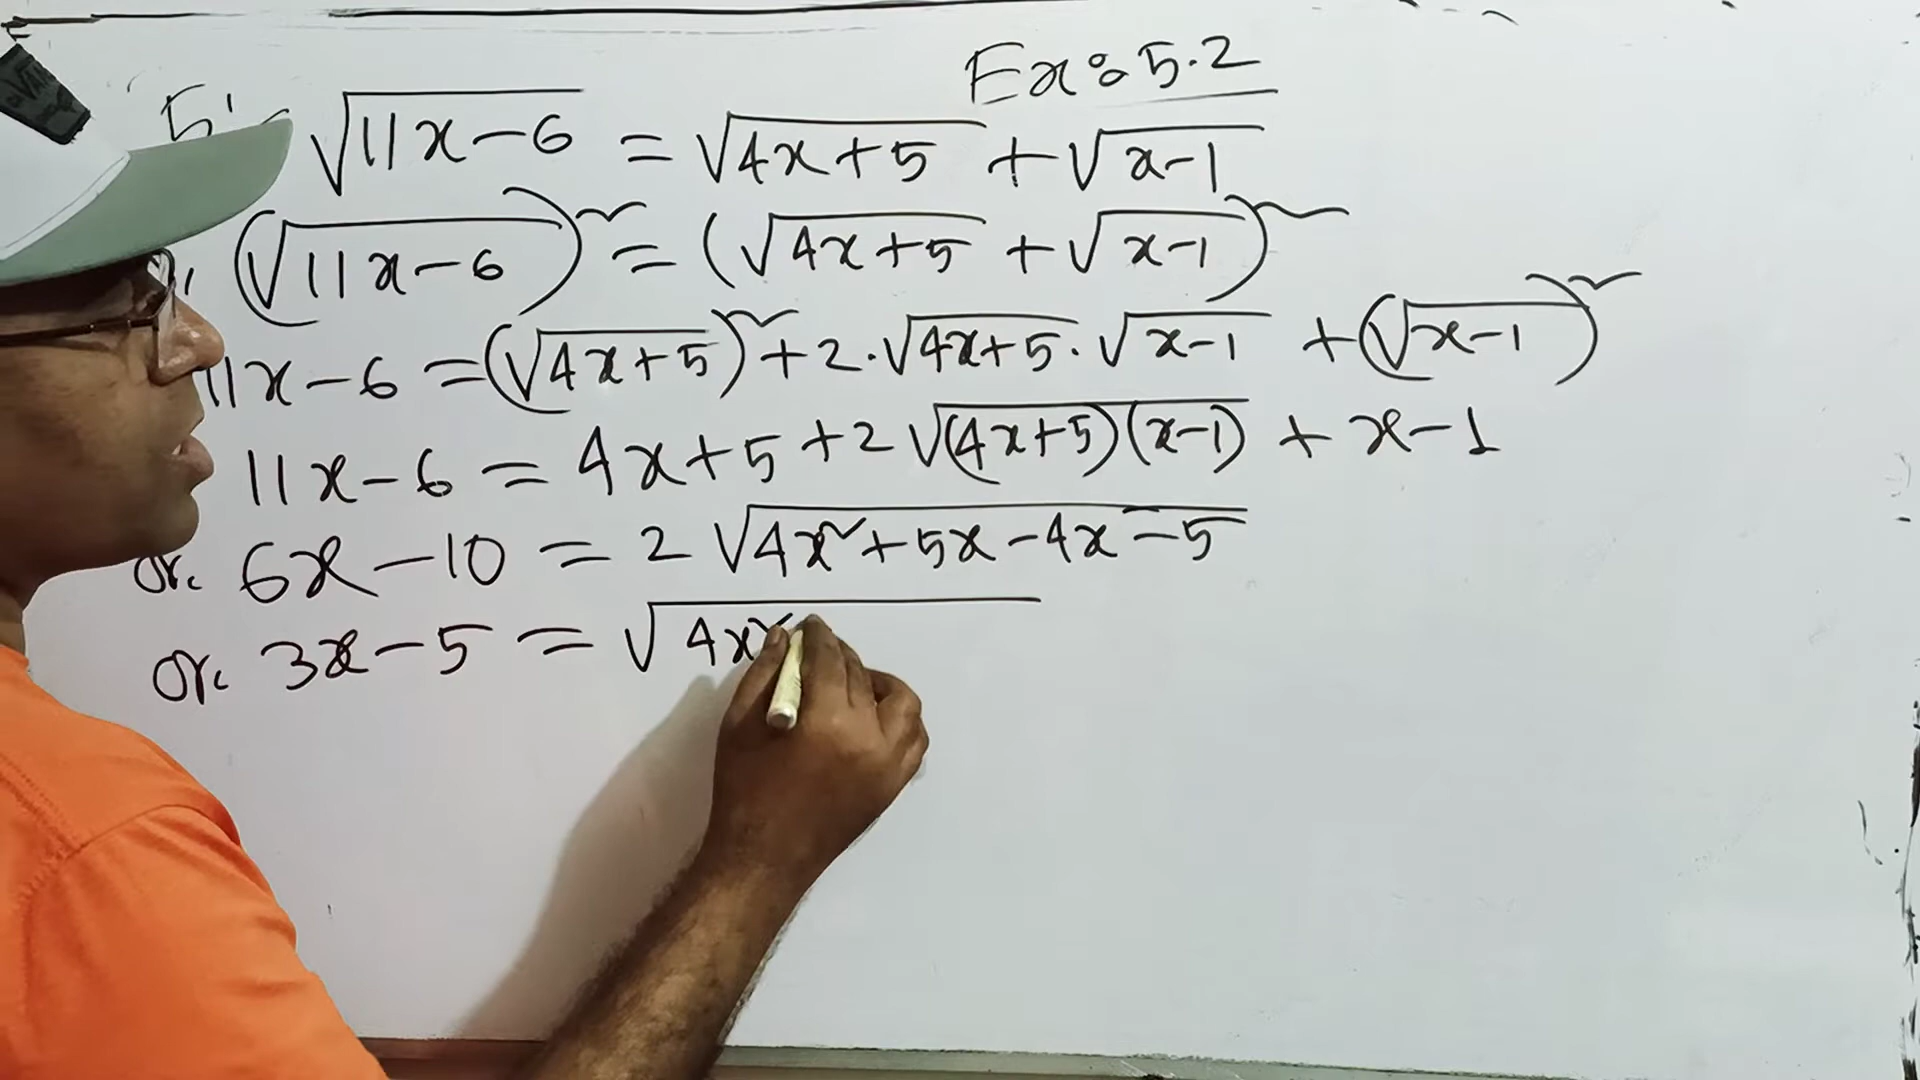 Ex: 5.2
5. √(11x-6) = √(4x+5) + √(x-1)
(√(11x-6))² = (√(4x+5) + √(x-1))²
11x-6 = (√(4x+5))² + 2.√(4x+5).√(x-1) + (√(x-1))²
11x-6 = 4x+5+2√((4x+5)(x-1)) + x-1
or. 6x-10 = 2√(4x²+5x-4x-5)
or. 3x-5 = √(4x²